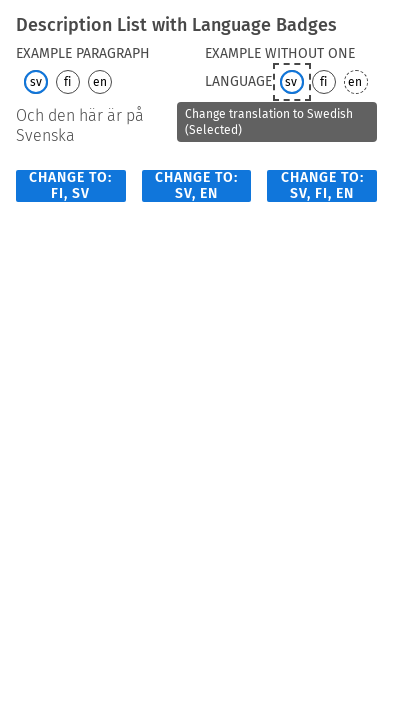 Description List with Language Badges
EXAMPLE PARAGRAPH
sv fi en
Och den här är på
Svenska
EXAMPLE WITHOUT ONE
LANGUAGE sv fi en
Change translation to Swedish
(Selected)
CHANGE TO:
FI, SV
CHANGE TO:
SV, EN
CHANGE TO:
SV, FI, EN